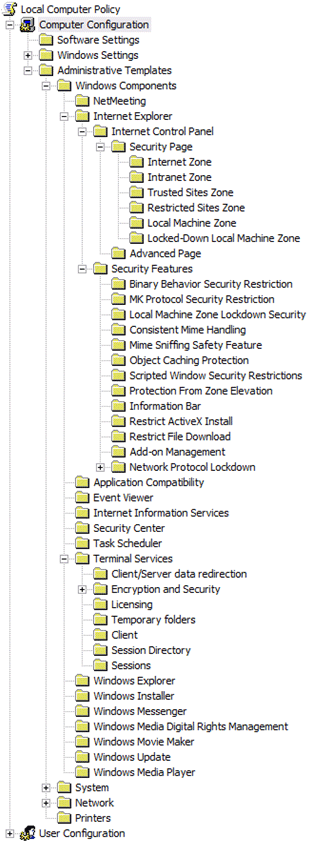 Local Computer Policy
Computer Configuration
Software Settings
Windows Settings
Administrative Templates
Windows Components
NetMeeting
Internet Explorer
Internet Control Panel
Security Page
Internet Zone
Intranet Zone
Trusted Sites Zone
Restricted Sites Zone
Local Machine Zone
Locked-Down Local Machine Zone
Advanced Page
Security Features
Binary Behavior Security Restriction
MK Protocol Security Restriction
Local Machine Zone Lockdown Security
Consistent Mime Handling
Mime Sniffing Safety Feature
Object Caching Protection
Scripted Window Security Restrictions
Protection From Zone Elevation
Information Bar
Restrict ActiveX Install
Restrict File Download
Add-on Management
Network Protocol Lockdown
Application Compatibility
Event Viewer
Internet Information Services
Security Center
Task Scheduler
Terminal Services
Client/Server data redirection
Encryption and Security
Licensing
Temporary folders
Client
Session Directory
Sessions
Windows Explorer
Windows Installer
Windows Messenger
Windows Media Digital Rights Management
Windows Movie Maker
Windows Update
Windows Media Player
System
Network
Printers
User Configuration